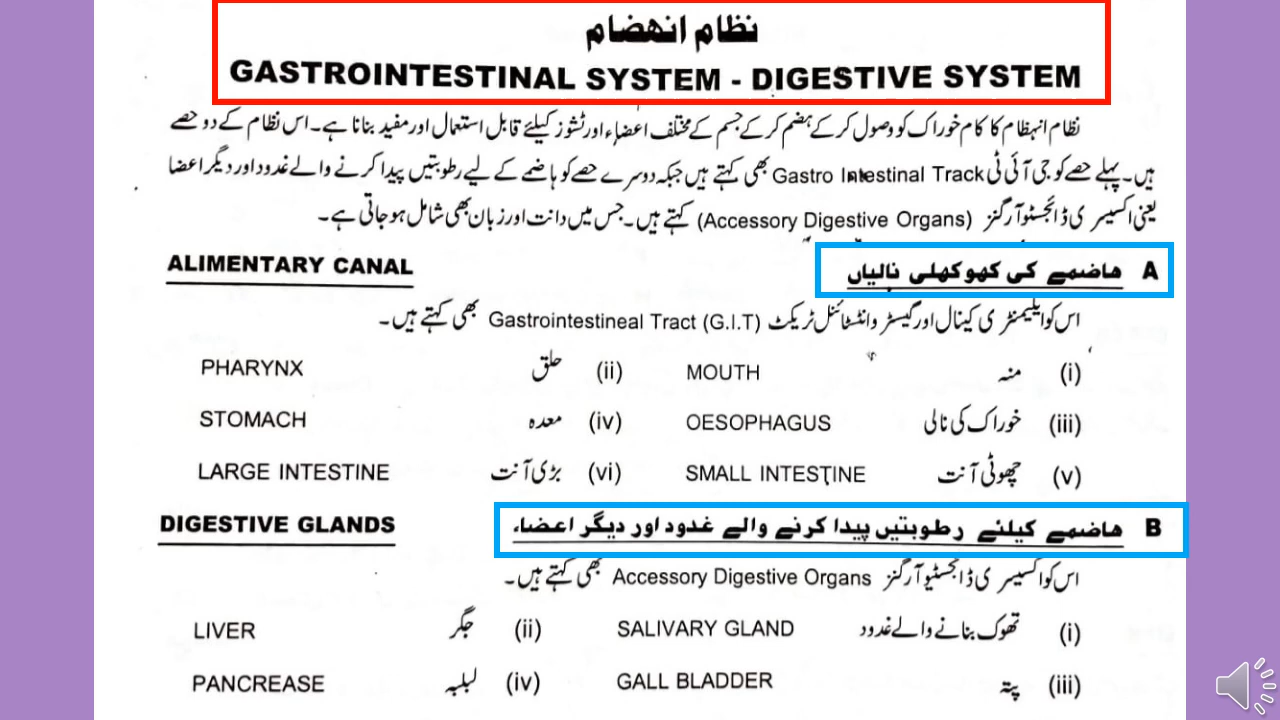 نظام انہضام
GASTROINTESTINAL SYSTEM - DIGESTIVE SYSTEM
نظام انہظام کا کام خوراک کو وصول کر کے ہضم کر کے جسم کے مختلف اعضاء اور ٹشوز کیلئے قابل استعمال اور مفید بنانا ہے۔ اس نظام کے دو حصے
ہیں۔ پہلے حصے کو جی آئی ٹی Gastro Intestinal Track بھی کہتے ہیں جبکہ دوسرے حصے کو ہاضمے کے لیے رطوبتیں پیدا کرنے والے غدود اور دیگر اعضا
یعنی اکسیسری ڈائجسٹو آرگنز (Accessory Digestive Organs) کہتے ہیں۔ جس میں دانت اور زبان بھی شامل ہو جاتی ہے۔
A ھاضمے کی کھوکھلی نالیاں ALIMENTARY CANAL
اس کو ایلیمنٹری کینال اور گیسٹر وانٹسٹائنل ٹریکٹ Gastrointestineal Tract (G.I.T) بھی کہتے ہیں۔
(i) منہ MOUTH (ii) حلق PHARYNX
(iii) خوراک کی نالی OESOPHAGUS (iv) معدہ STOMACH
(v) چھوٹی آنت SMALL INTESTINE (vi) بڑی آنت LARGE INTESTINE
B ھاضمے کیلئے رطوبتیں پیدا کرنے والے غدود اور دیگر اعضاء DIGESTIVE GLANDS
اس کو اکسیسری ڈائجسٹیو آرگنز Accessory Digestive Organs بھی کہتے ہیں۔
(i) تھوک بنانے والے غدود SALIVARY GLAND (ii) جگر LIVER
(iii) پتہ GALL BLADDER (iv) لبلبہ PANCREASE